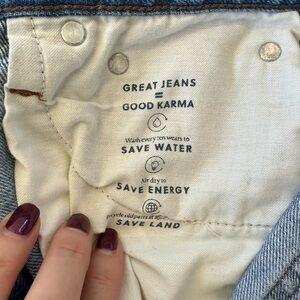 GREAT JEANS
=
GOOD KARMA
Wash every ten wears to
SAVE WATER
Air dry to
SAVE ENERGY
Recycle old pairs at
SAVE LAND